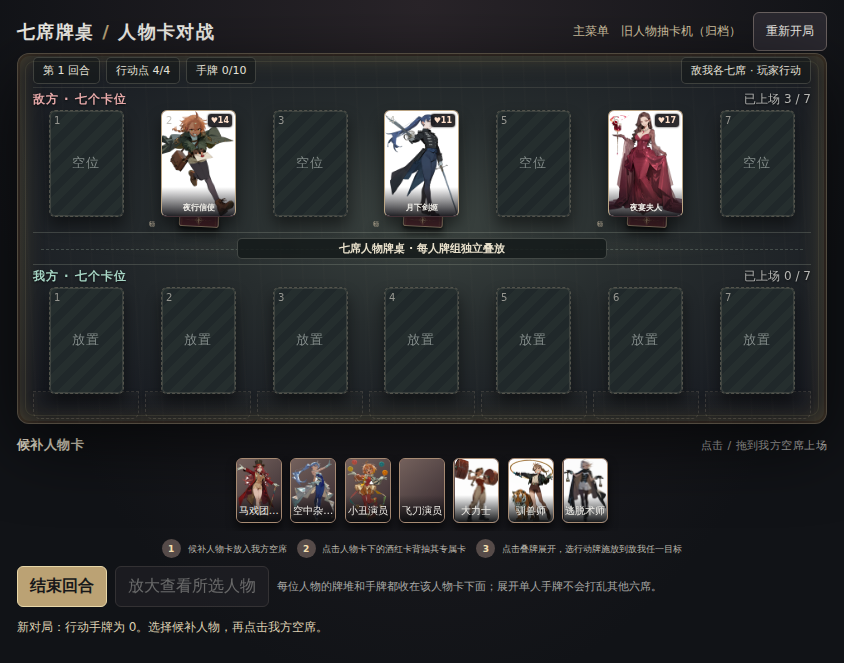 七席牌桌 / 人物卡对战
主菜单 旧人物抽卡机（归档） 重新开局
第 1 回合 行动点 4/4 手牌 0/10 敌我各七席 · 玩家行动
敌方 · 七个卡位 已上场 3 / 7
1 空位
2 ♥14 夜行信使
3 空位
♥11 月下剑姬
5 空位
♥17 夜宴夫人
7 空位
七席人物牌桌 · 每人牌组独立叠放
我方 · 七个卡位 已上场 0 / 7
1 放置
2 放置
3 放置
4 放置
5 放置
6 放置
7 放置
候补人物卡 点击 / 拖到我方空席上场
马戏团… 空中杂… 小丑演员 飞刀演员 大力士 驯兽师 逃脱术师
1 候补人物卡放入我方空席 2 点击人物卡下的酒红卡背抽其专属卡 3 点击叠牌展开，选行动牌施放到敌我任一目标
结束回合 放大查看所选人物 每位人物的牌堆和手牌都收在该人物卡下面；展开单人手牌不会打乱其他六席。
新对局：行动手牌为 0。选择候补人物，再点击我方空席。